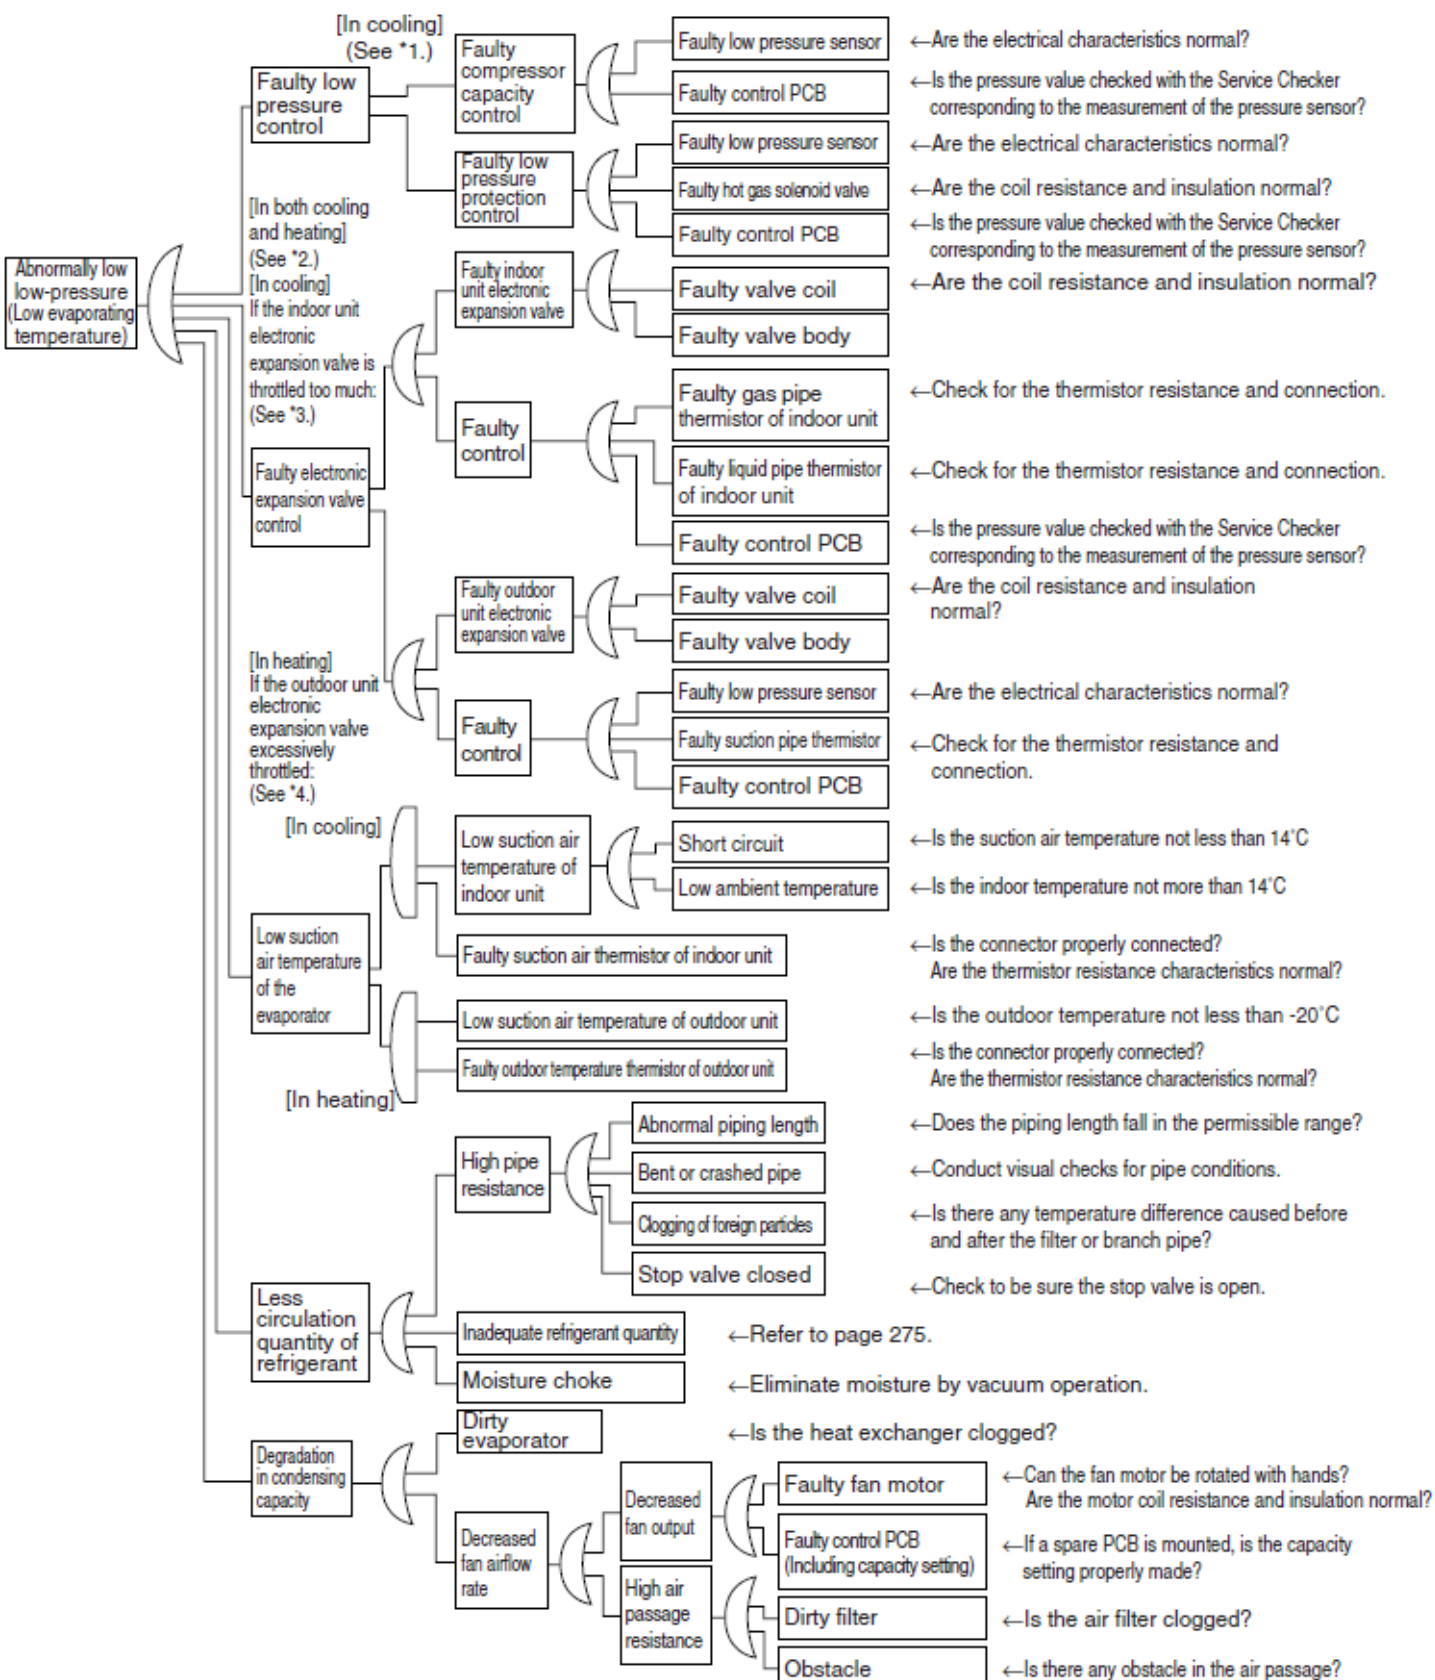 [In cooling]
(See *1.)
Faulty low
pressure
control
Faulty
compressor
capacity
control
Faulty low pressure sensor
←Are the electrical characteristics normal?
Faulty control PCB
←Is the pressure value checked with the Service Checker
corresponding to the measurement of the pressure sensor?
Faulty low
pressure
protection
control
Faulty low pressure sensor
←Are the electrical characteristics normal?
Faulty hot gas solenoid valve
←Are the coil resistance and insulation normal?
Faulty control PCB
←Is the pressure value checked with the Service Checker
corresponding to the measurement of the pressure sensor?
Abnormally low
low-pressure
(Low evaporating
temperature)
[In both cooling
and heating]
(See *2.)
[In cooling]
If the indoor unit
electronic
expansion valve is
throttled too much:
(See *3.)
Faulty indoor
unit electronic
expansion valve
Faulty valve coil
←Are the coil resistance and insulation normal?
Faulty valve body
Faulty
control
Faulty gas pipe
thermistor of indoor unit
←Check for the thermistor resistance and connection.
Faulty liquid pipe thermistor
of indoor unit
←Check for the thermistor resistance and connection.
Faulty control PCB
←Is the pressure value checked with the Service Checker
corresponding to the measurement of the pressure sensor?
Faulty electronic
expansion valve
control
Faulty outdoor
unit electronic
expansion valve
Faulty valve coil
←Are the coil resistance and insulation
normal?
Faulty valve body
[In heating]
If the outdoor unit
electronic
expansion valve
excessively
throttled:
(See *4.)
Faulty
control
Faulty low pressure sensor
←Are the electrical characteristics normal?
Faulty suction pipe thermistor
←Check for the thermistor resistance and
connection.
Faulty control PCB
[In cooling]
Low suction air
temperature of
indoor unit
Short circuit
←Is the suction air temperature not less than 14˚C
Low ambient temperature
←Is the indoor temperature not more than 14˚C
Low suction
air temperature
of the
evaporator
Faulty suction air thermistor of indoor unit
←Is the connector properly connected?
Are the thermistor resistance characteristics normal?
Low suction air temperature of outdoor unit
←Is the outdoor temperature not less than -20˚C
Faulty outdoor temperature thermistor of outdoor unit
←Is the connector properly connected?
Are the thermistor resistance characteristics normal?
[In heating]
High pipe
resistance
Abnormal piping length
←Does the piping length fall in the permissible range?
Bent or crashed pipe
←Conduct visual checks for pipe conditions.
Clogging of foreign particles
←Is there any temperature difference caused before
and after the filter or branch pipe?
Stop valve closed
←Check to be sure the stop valve is open.
Less
circulation
quantity of
refrigerant
Inadequate refrigerant quantity
←Refer to page 275.
Moisture choke
←Eliminate moisture by vacuum operation.
Degradation
in condensing
capacity
Dirty
evaporator
←Is the heat exchanger clogged?
Decreased
fan airflow
rate
Decreased
fan output
Faulty fan motor
←Can the fan motor be rotated with hands?
Are the motor coil resistance and insulation normal?
Faulty control PCB
(Including capacity setting)
←If a spare PCB is mounted, is the capacity
setting properly made?
High air
passage
resistance
Dirty filter
←Is the air filter clogged?
Obstacle
←Is there any obstacle in the air passage?